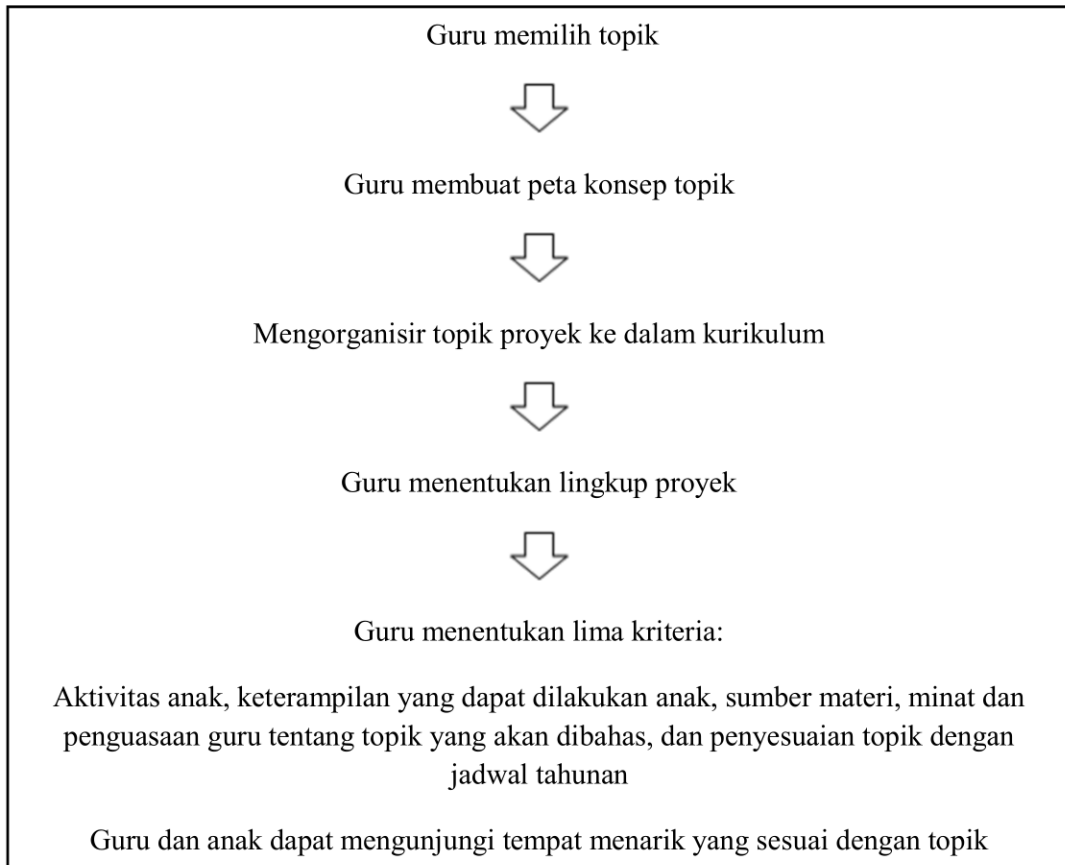 Guru memilih topik
Guru membuat peta konsep topik
Mengorganisir topik proyek ke dalam kurikulum
Guru menentukan lingkup proyek
Guru menentukan lima kriteria:
Aktivitas anak, keterampilan yang dapat dilakukan anak, sumber materi, minat dan
penguasaan guru tentang topik yang akan dibahas, dan penyesuaian topik dengan
jadwal tahunan
Guru dan anak dapat mengunjungi tempat menarik yang sesuai dengan topik